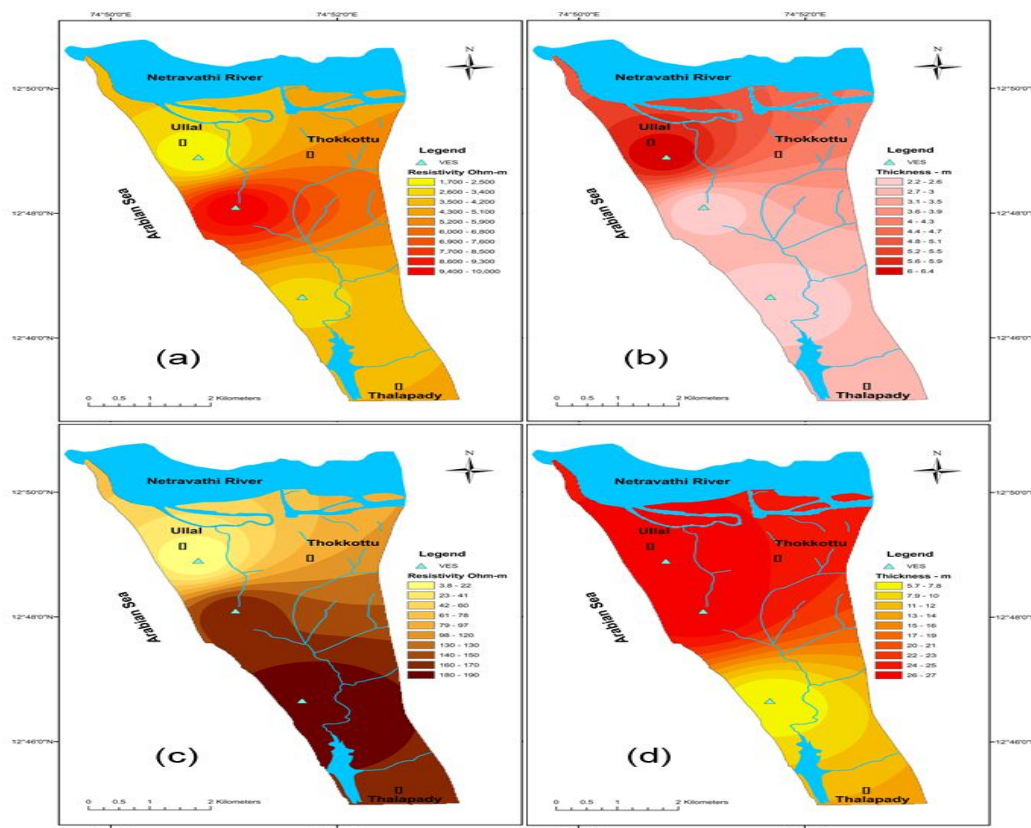 74°50'0"E 74°52'0"E 74°50'0"E 74°52'0"E
Netravathi River
N
12°50'0"N
Ullal
Thokkottu
Legend
VES
Resistivity Ohm-m
1,700 - 2,500
2,600 - 3,400
3,500 - 4,200
4,300 - 5,100
5,200 - 5,900
6,000 - 6,800
6,900 - 7,600
7,700 - 8,500
8,600 - 9,300
9,400 - 10,000
12°48'0"N
Arabian Sea
12°46'0"N
(a)
Thalapady
0 0.5 1 2 Kilometers
Netravathi River
N
12°50'0"N
Ullal
Thokkottu
Legend
VES
Thickness - m
2.2 - 2.6
2.7 - 3
3.1 - 3.5
3.6 - 3.9
4 - 4.3
4.4 - 4.7
4.8 - 5.1
5.2 - 5.5
5.6 - 5.9
6 - 6.4
12°48'0"N
Arabian Sea
12°46'0"N
(b)
Thalapady
0 0.5 1 2 Kilometers
Netravathi River
N
12°50'0"N
Ullal
Thokkottu
Legend
VES
Resistivity Ohm-m
3.8 - 22
23 - 41
42 - 60
61 - 78
79 - 97
98 - 120
130 - 130
140 - 150
160 - 170
180 - 190
12°48'0"N
Arabian Sea
12°46'0"N
(c)
Thalapady
0 0.5 1 2 Kilometers
Netravathi River
N
12°50'0"N
Ullal
Thokkottu
Legend
VES
Thickness - m
5.7 - 7.8
7.9 - 10
11 - 12
13 - 14
15 - 16
17 - 19
20 - 21
22 - 23
24 - 25
26 - 27
12°48'0"N
Arabian Sea
12°46'0"N
(d)
Thalapady
0 0.5 1 2 Kilometers